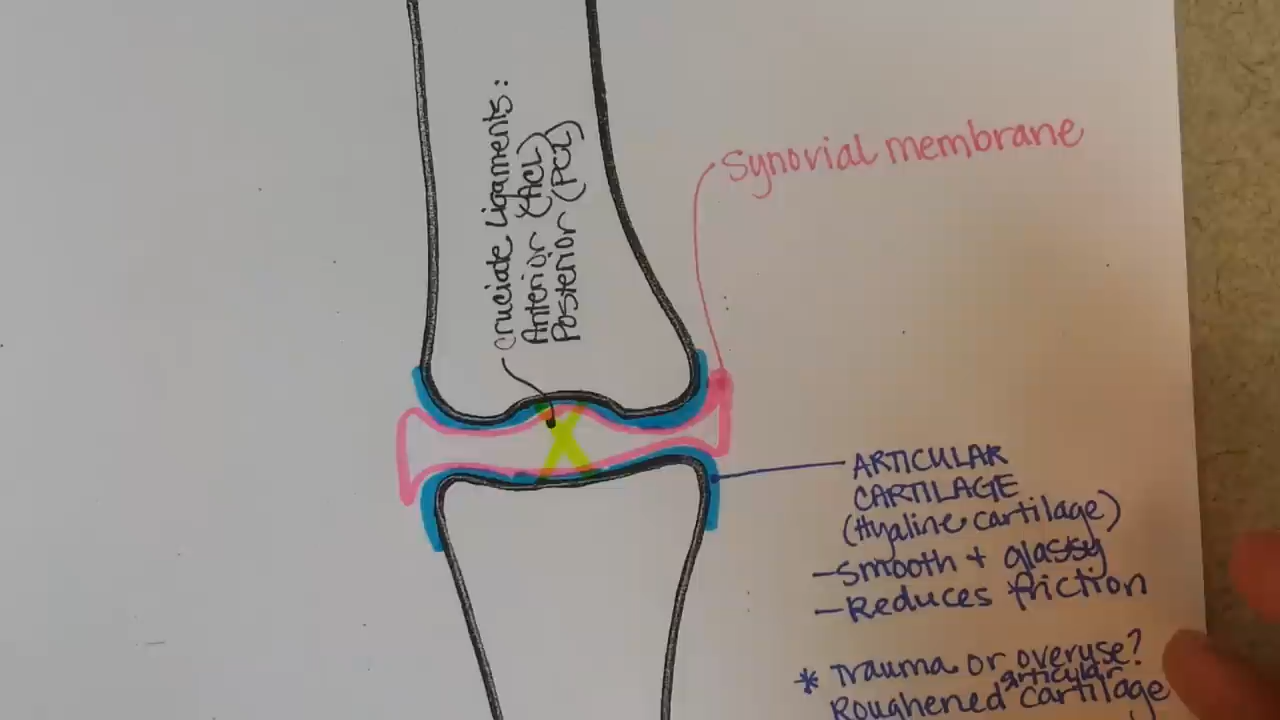 Cruciate Ligaments:
Anterior (ACL)
Posterior (PCL)
Synovial membrane
ARTICULAR
CARTILAGE
(Hyaline cartilage)
- Smooth + glassy
- Reduces friction
* Trauma or overuse?
Roughened articular cartilage